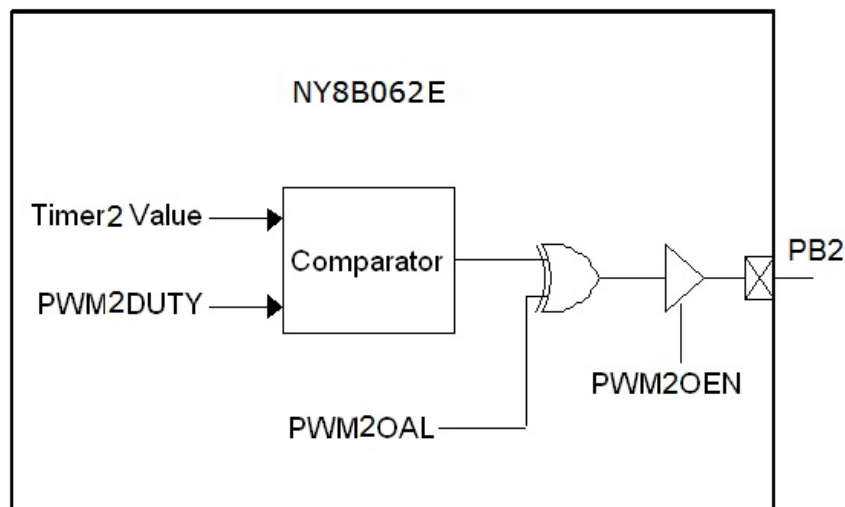 NY8B062E
Timer2 Value
Comparator
PB2
PWM2DUTY
PWM2OEN
PWM2OAL